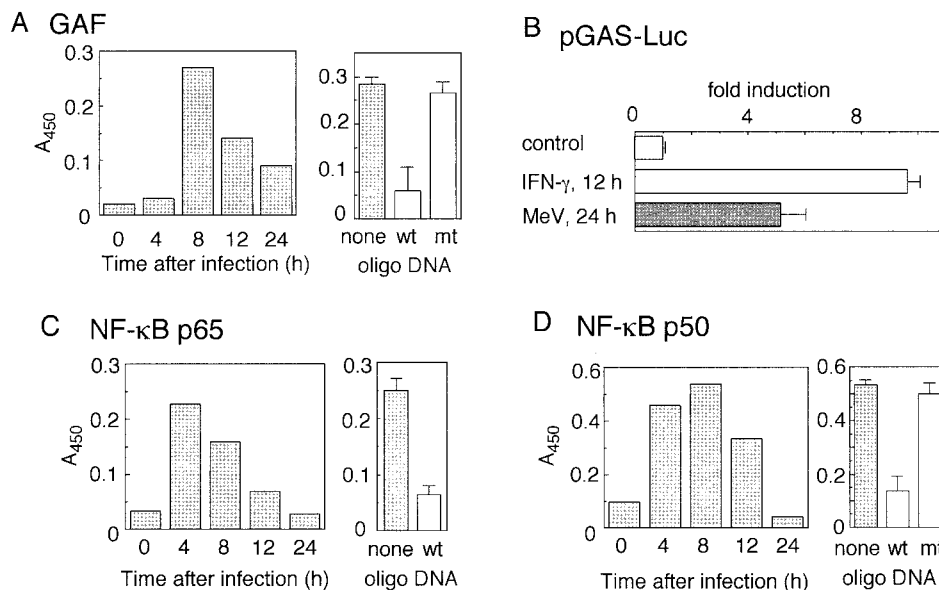 A GAF
0.3
0.2
0.1
0
A450
0 4 8 12 24
Time after infection (h)
0.3
0.2
0.1
0
none wt mt
oligo DNA
B pGAS-Luc
fold induction
0 4 8
control
IFN-γ, 12 h
MeV, 24 h
C NF-κB p65
0.3
0.2
0.1
0
A450
0 4 8 12 24
Time after infection (h)
0.3
0.2
0.1
0
none wt
oligo DNA
D NF-κB p50
0.6
0.4
0.2
0
A450
0 4 8 12 24
Time after infection (h)
0.6
0.4
0.2
0
none wt mt
oligo DNA